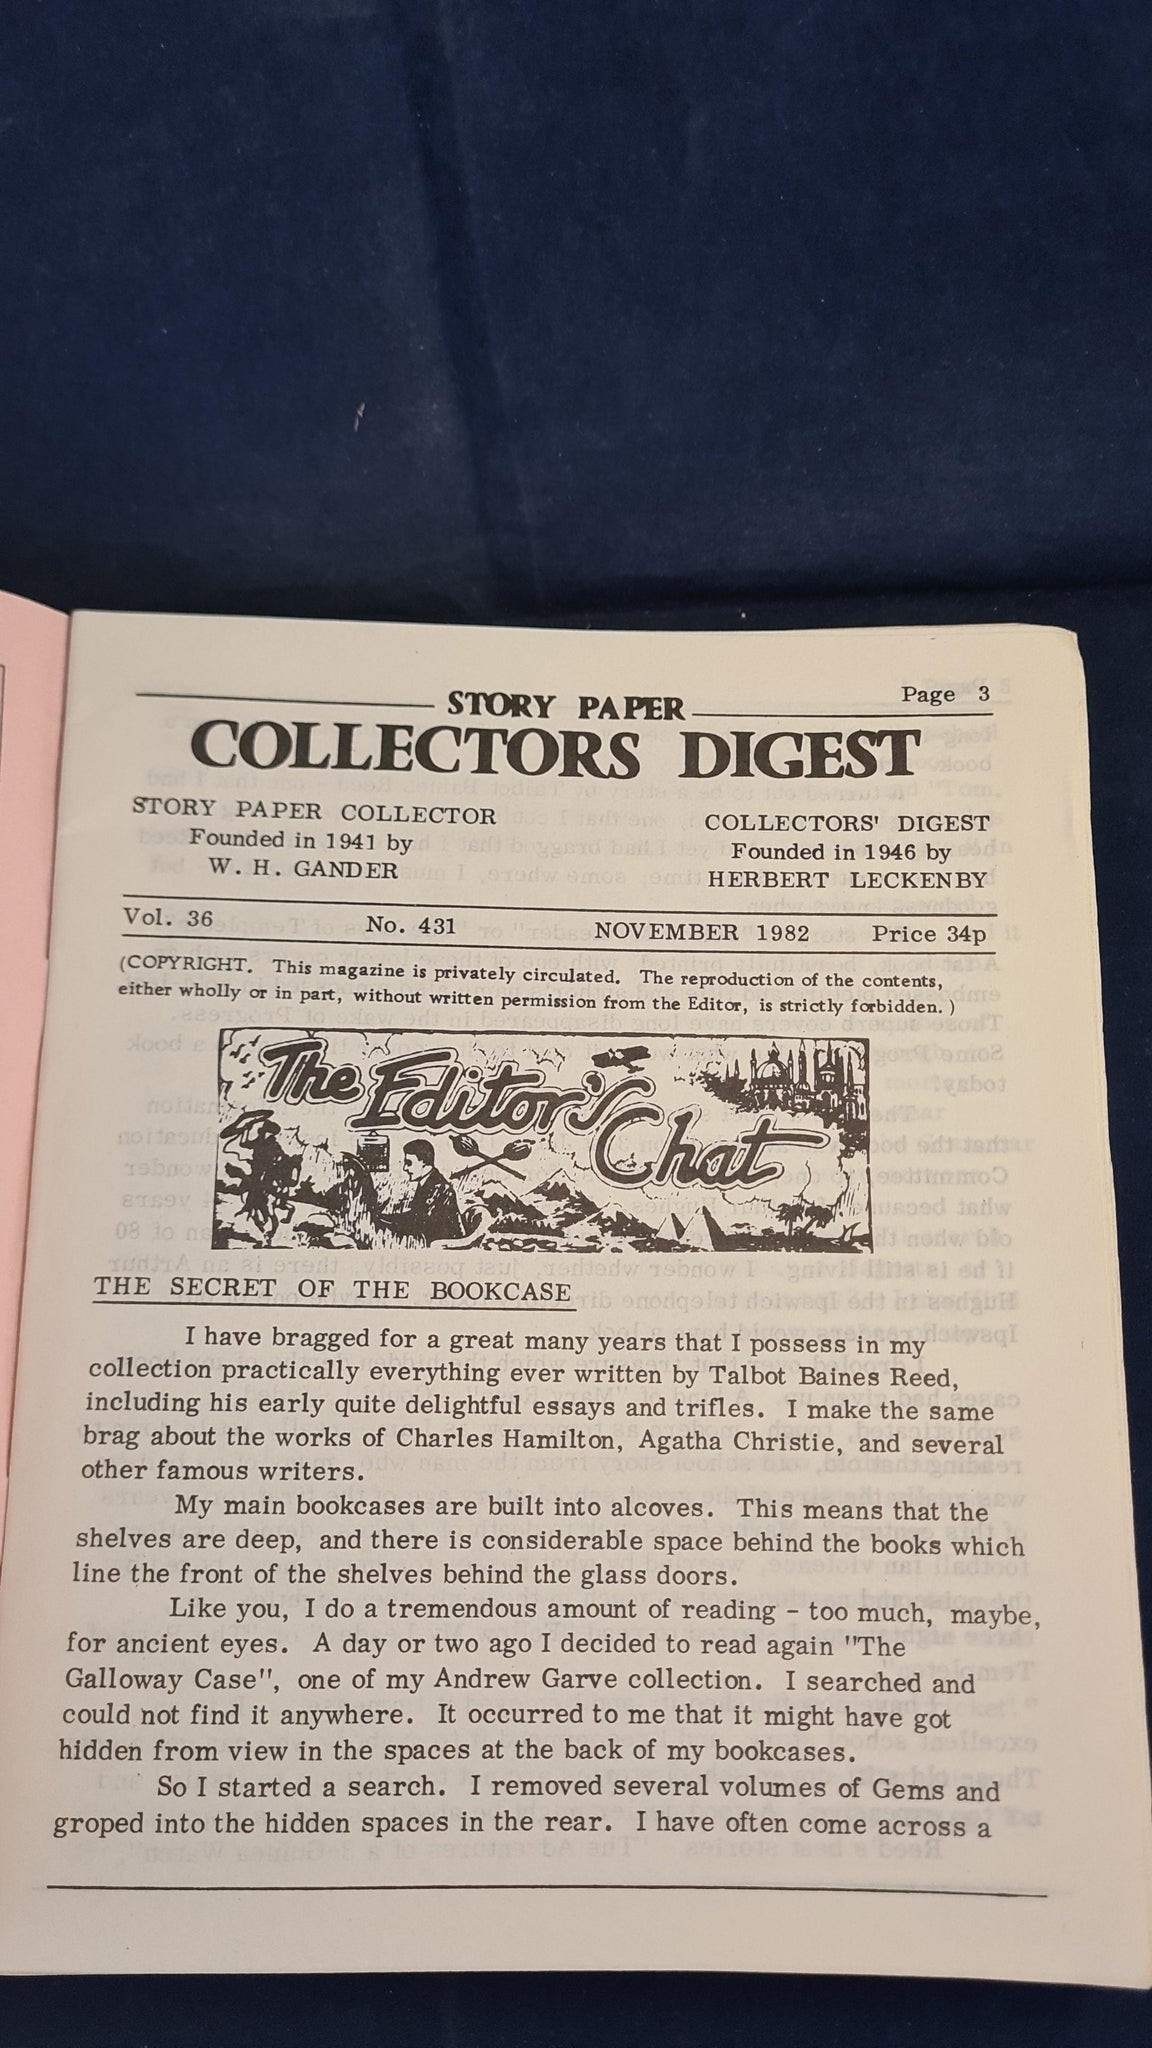 Page 3
STORY PAPER
COLLECTORS DIGEST
STORY PAPER COLLECTOR
Founded in 1941 by
W. H. GANDER
COLLECTORS' DIGEST
Founded in 1946 by
HERBERT LECKENBY
Vol. 36 No. 431 NOVEMBER 1982 Price 34p
(COPYRIGHT. This magazine is privately circulated. The reproduction of the contents,
either wholly or in part, without written permission from the Editor, is strictly forbidden. )
The Editor's Chat
THE SECRET OF THE BOOKCASE
I have bragged for a great many years that I possess in my
collection practically everything ever written by Talbot Baines Reed,
including his early quite delightful essays and trifles. I make the same
brag about the works of Charles Hamilton, Agatha Christie, and several
other famous writers.
My main bookcases are built into alcoves. This means that the
shelves are deep, and there is considerable space behind the books which
line the front of the shelves behind the glass doors.
Like you, I do a tremendous amount of reading - too much, maybe,
for ancient eyes. A day or two ago I decided to read again "The
Galloway Case", one of my Andrew Garve collection. I searched and
could not find it anywhere. It occurred to me that it might have got
hidden from view in the spaces at the back of my bookcases.
So I started a search. I removed several volumes of Gems and
groped into the hidden spaces in the rear. I have often come across a